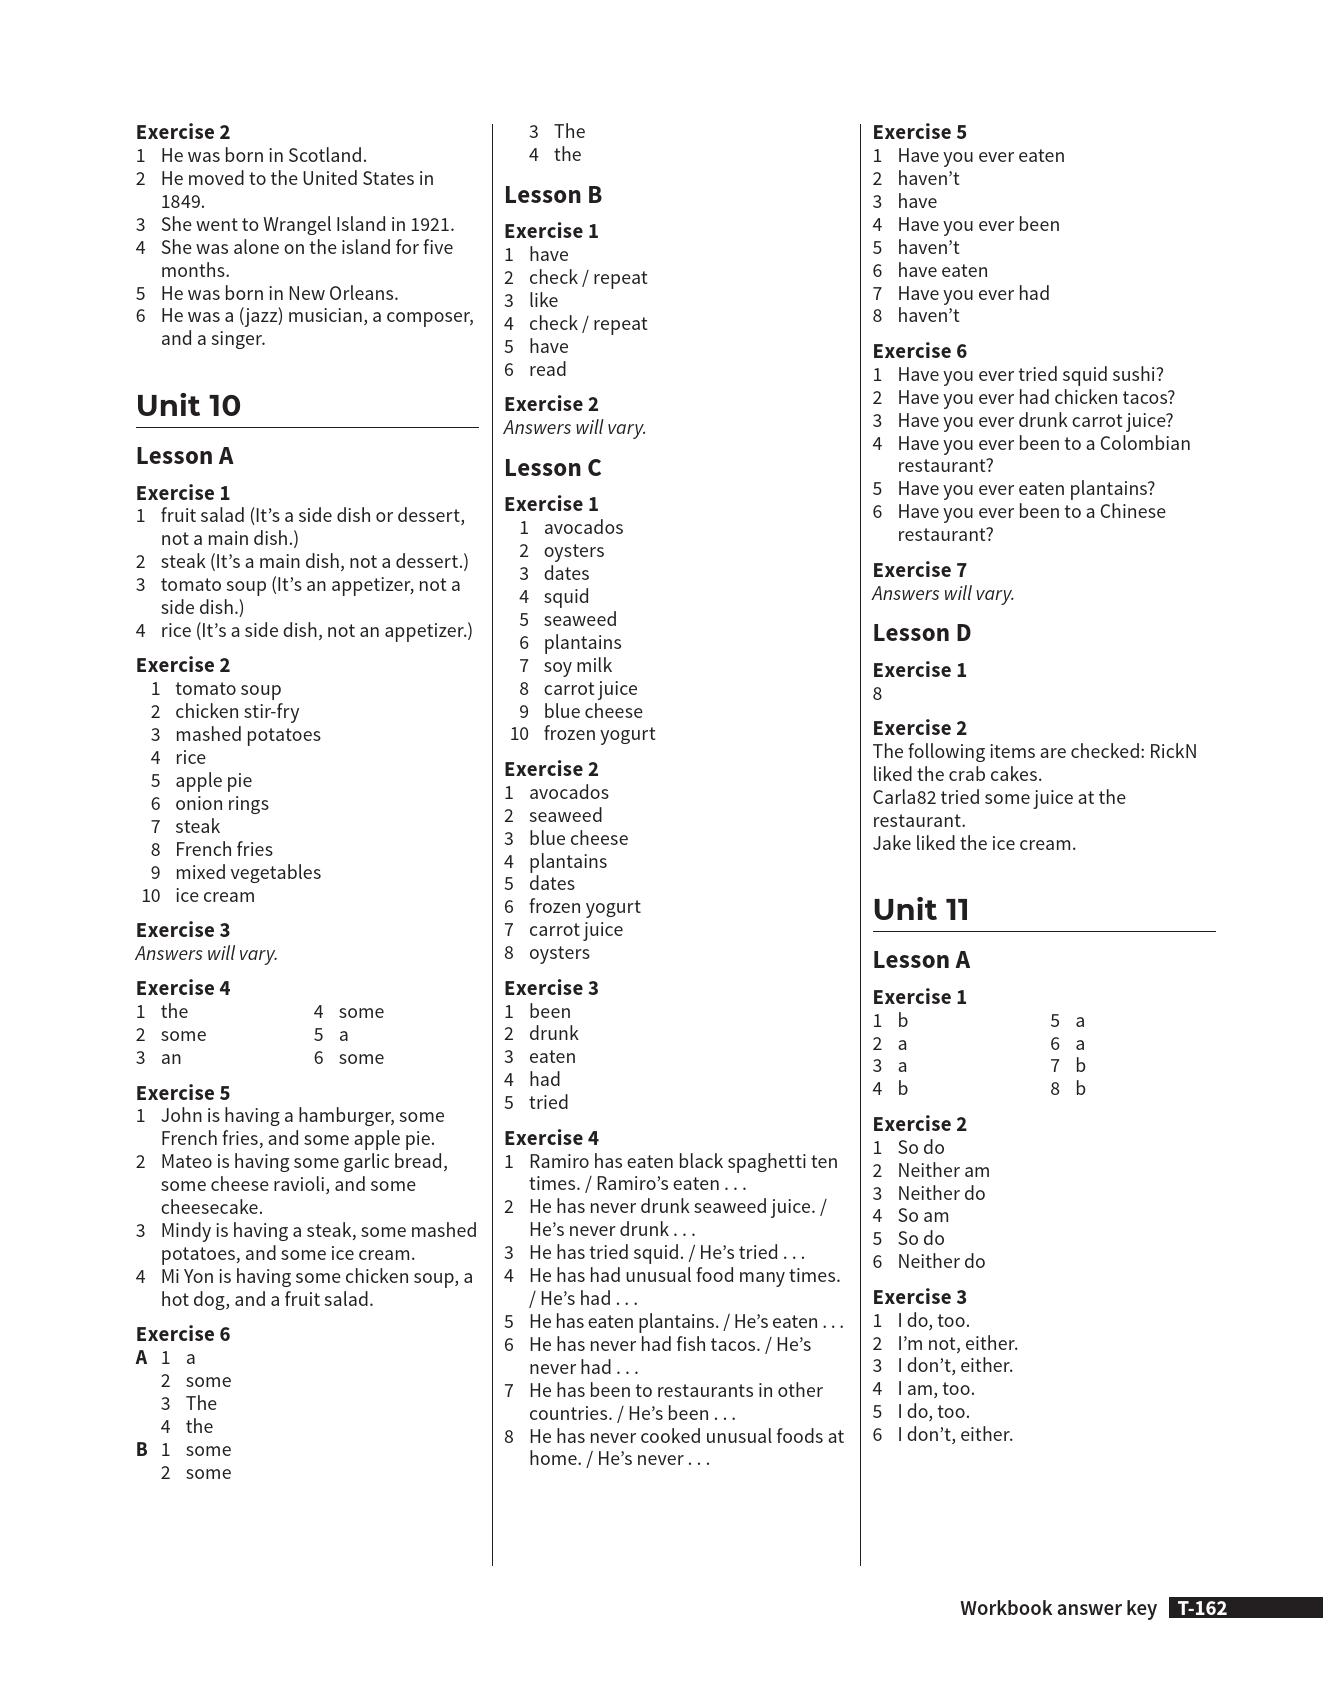 Exercise 2
1 He was born in Scotland.
2 He moved to the United States in
1849.
3 She went to Wrangel Island in 1921.
4 She was alone on the island for five
months.
5 He was born in New Orleans.
6 He was a (jazz) musician, a composer,
and a singer.
Unit 10
Lesson A
Exercise 1
1 fruit salad (It’s a side dish or dessert,
not a main dish.)
2 steak (It’s a main dish, not a dessert.)
3 tomato soup (It’s an appetizer, not a
side dish.)
4 rice (It’s a side dish, not an appetizer.)
Exercise 2
1 tomato soup
2 chicken stir-fry
3 mashed potatoes
4 rice
5 apple pie
6 onion rings
7 steak
8 French fries
9 mixed vegetables
10 ice cream
Exercise 3
Answers will vary.
Exercise 4
1 the 4 some
2 some 5 a
3 an 6 some
Exercise 5
1 John is having a hamburger, some
French fries, and some apple pie.
2 Mateo is having some garlic bread,
some cheese ravioli, and some
cheesecake.
3 Mindy is having a steak, some mashed
potatoes, and some ice cream.
4 Mi Yon is having some chicken soup, a
hot dog, and a fruit salad.
Exercise 6
A 1 a
2 some
3 The
4 the
B 1 some
2 some
3 The
4 the
Lesson B
Exercise 1
1 have
2 check / repeat
3 like
4 check / repeat
5 have
6 read
Exercise 2
Answers will vary.
Lesson C
Exercise 1
1 avocados
2 oysters
3 dates
4 squid
5 seaweed
6 plantains
7 soy milk
8 carrot juice
9 blue cheese
10 frozen yogurt
Exercise 2
1 avocados
2 seaweed
3 blue cheese
4 plantains
5 dates
6 frozen yogurt
7 carrot juice
8 oysters
Exercise 3
1 been
2 drunk
3 eaten
4 had
5 tried
Exercise 4
1 Ramiro has eaten black spaghetti ten
times. / Ramiro’s eaten . . .
2 He has never drunk seaweed juice. /
He’s never drunk . . .
3 He has tried squid. / He’s tried . . .
4 He has had unusual food many times.
/ He’s had . . .
5 He has eaten plantains. / He’s eaten . . .
6 He has never had fish tacos. / He’s
never had . . .
7 He has been to restaurants in other
countries. / He’s been . . .
8 He has never cooked unusual foods at
home. / He’s never . . .
Exercise 5
1 Have you ever eaten
2 haven’t
3 have
4 Have you ever been
5 haven’t
6 have eaten
7 Have you ever had
8 haven’t
Exercise 6
1 Have you ever tried squid sushi?
2 Have you ever had chicken tacos?
3 Have you ever drunk carrot juice?
4 Have you ever been to a Colombian
restaurant?
5 Have you ever eaten plantains?
6 Have you ever been to a Chinese
restaurant?
Exercise 7
Answers will vary.
Lesson D
Exercise 1
8
Exercise 2
The following items are checked: RickN
liked the crab cakes.
Carla82 tried some juice at the
restaurant.
Jake liked the ice cream.
Unit 11
Lesson A
Exercise 1
1 b 5 a
2 a 6 a
3 a 7 b
4 b 8 b
Exercise 2
1 So do
2 Neither am
3 Neither do
4 So am
5 So do
6 Neither do
Exercise 3
1 I do, too.
2 I’m not, either.
3 I don’t, either.
4 I am, too.
5 I do, too.
6 I don’t, either.
Workbook answer key T-162